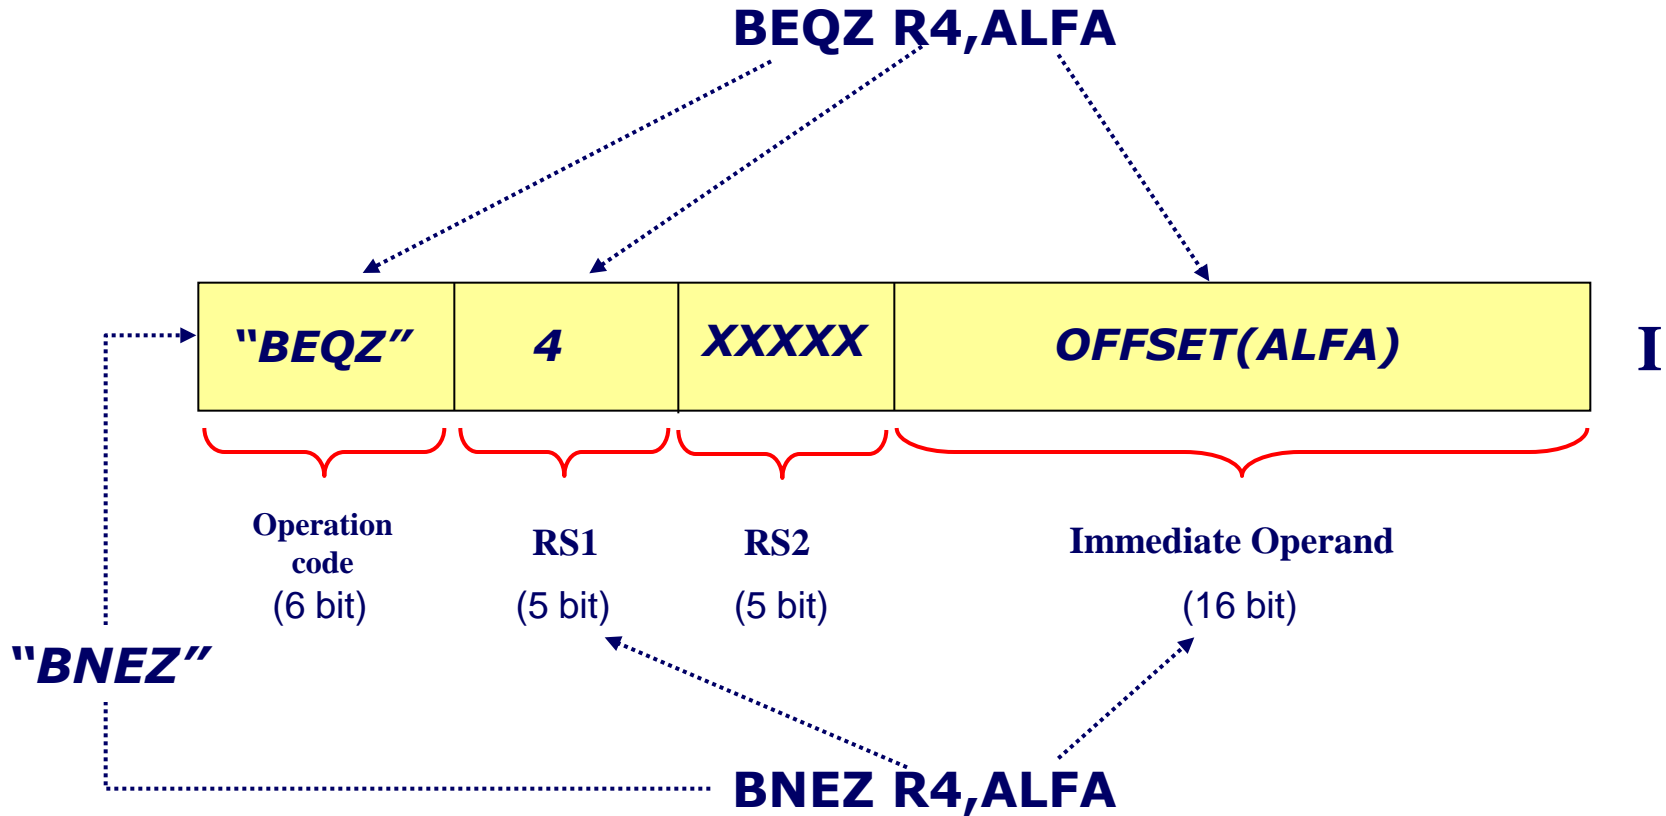 BEQZ R4,ALFA
“BEQZ” 4 XXXXX OFFSET(ALFA) I
Operation
code
(6 bit)
RS1
(5 bit)
RS2
(5 bit)
Immediate Operand
(16 bit)
“BNEZ”
BNEZ R4,ALFA